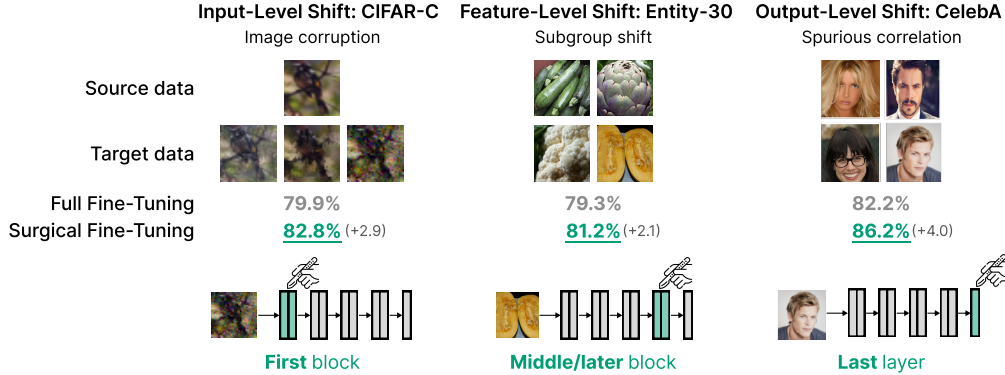 Input-Level Shift: CIFAR-C
Image corruption
Feature-Level Shift: Entity-30
Subgroup shift
Output-Level Shift: CelebA
Spurious correlation
Source data
Target data
Full Fine-Tuning 79.9% 79.3% 82.2%
Surgical Fine-Tuning 82.8% (+2.9) 81.2% (+2.1) 86.2% (+4.0)
First block
Middle/later block
Last layer